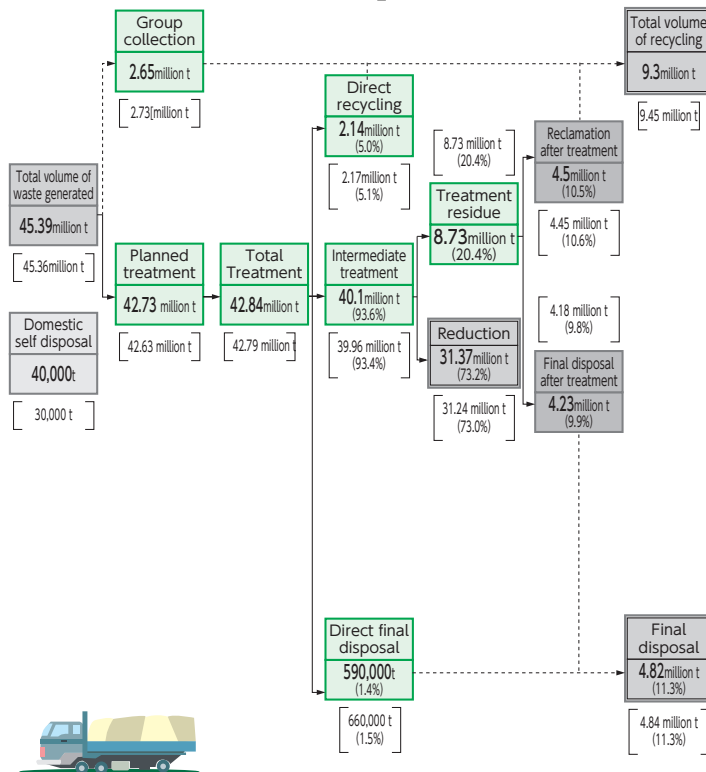 Group
collection
2.65million t
[2.73[million t]
Total volume
of recycling
9.3million t
[9.45 million t]
Direct
recycling
2.14million t
(5.0%)
[2.17million t
(5.1%)]
8.73 million t
(20.4%)
Reclamation
after treatment
4.5million t
(10.5%)
[4.45 million t
(10.6%)]
Total volume of
waste generated
45.39million t
[45.36million t]
Planned
treatment
42.73 million t
[42.63 million t]
Total
Treatment
42.84million t
[42.79 million t]
Intermediate
treatment
40.1million t
(93.6%)
[39.96 million t
(93.4%)]
Treatment
residue
8.73million t
(20.4%)
Reduction
31.37million t
(73.2%)
[31.24 million t
(73.0%)]
4.18 million t
(9.8%)
Final disposal
after treatment
4.23million t
(9.9%)
Domestic
self disposal
40,000t
[30,000 t]
Direct final
disposal
590,000t
(1.4%)
[660,000 t
(1.5%)]
Final
disposal
4.82million t
(11.3%)
[4.84 million t
(11.3%)]